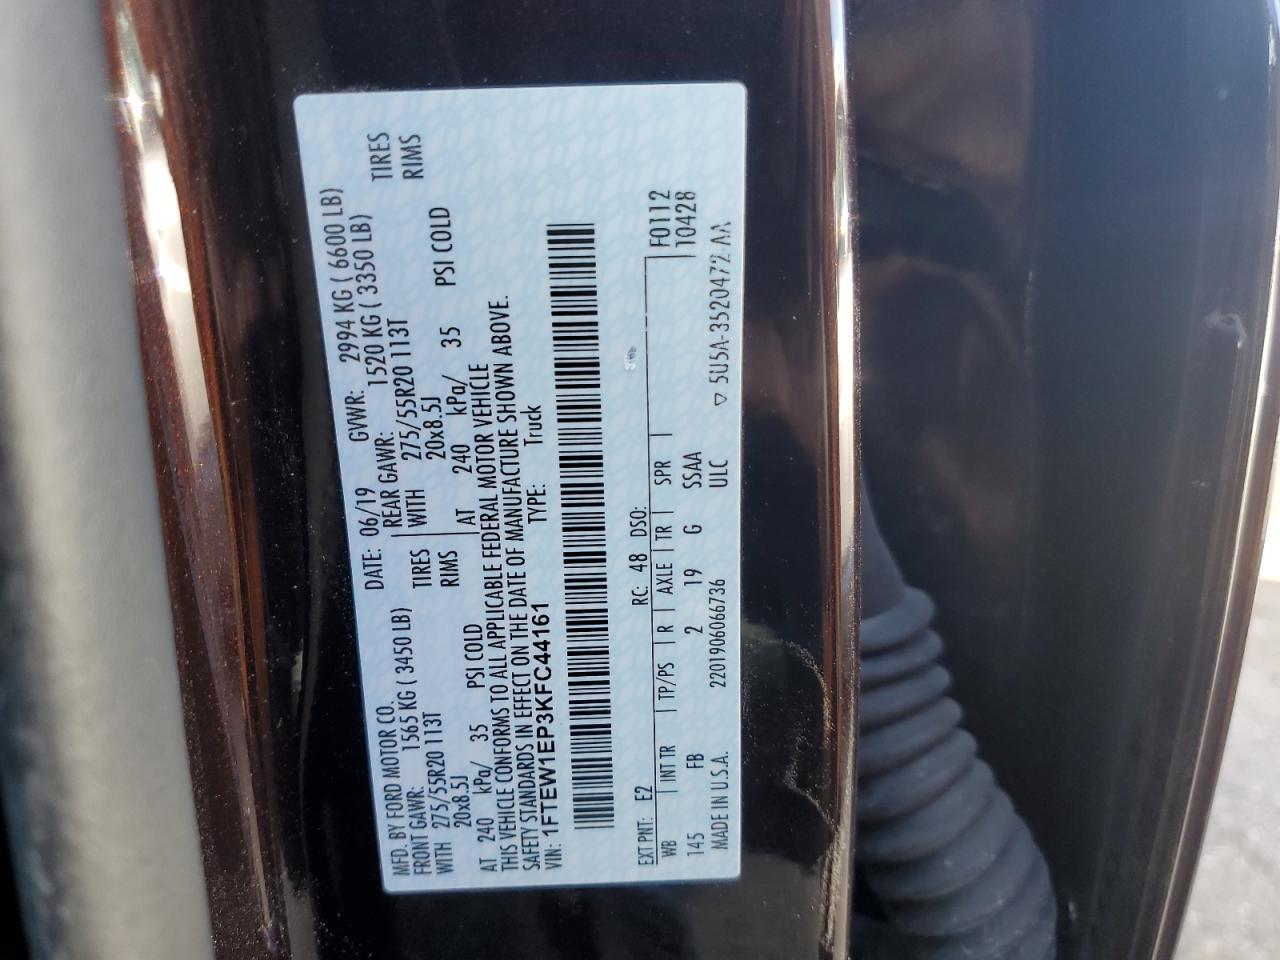 MFD. BY FORD MOTOR CO.
DATE: 06/19 GVWR: 2994 KG ( 6600 LB)
FRONT GAWR: 1565 KG ( 3450 LB) REAR GAWR: 1520 KG ( 3350 LB)
WITH 275/55R20 113T TIRES WITH 275/55R20 113T TIRES
20x8.5J RIMS 20x8.5J RIMS
AT 240 kPa/ 35 PSI COLD AT 240 kPa/ 35 PSI COLD
THIS VEHICLE CONFORMS TO ALL APPLICABLE FEDERAL MOTOR VEHICLE
SAFETY STANDARDS IN EFFECT ON THE DATE OF MANUFACTURE SHOWN ABOVE.
VIN: 1FTEW1EP3KFC44161 TYPE: Truck
EXT PNT: E2 RC: 48 DSO: F0112
WB | INT TR | TP/PS | R | AXLE | TR | SPR | T0428
145 FB 2 19 G SSAA
MADE IN U.S.A. 2201906066736 ULC ▽ 5U5A-3520472-AA